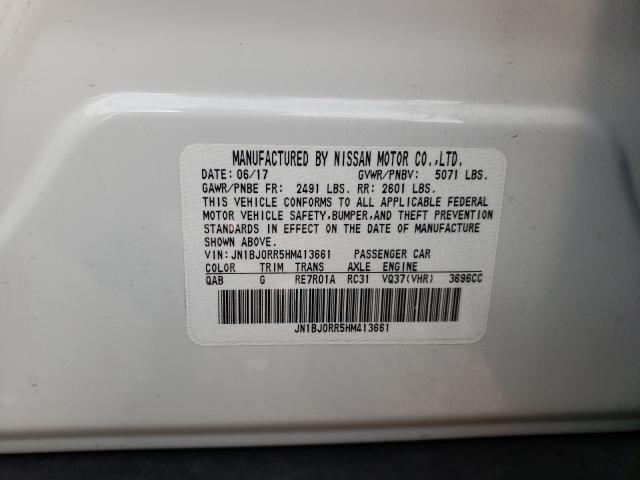 MANUFACTURED BY NISSAN MOTOR CO.,LTD.
DATE: 06/17 GVWR/PNBV: 5071 LBS.
GAWR/PNBE FR: 2491 LBS. RR: 2601 LBS.
THIS VEHICLE CONFORMS TO ALL APPLICABLE FEDERAL
MOTOR VEHICLE SAFETY,BUMPER,AND THEFT PREVENTION
STANDARDS IN EFFECT ON THE DATE OF MANUFACTURE
SHOWN ABOVE.
VIN: JN1BJ0RR5HM413661 PASSENGER CAR
COLOR TRIM TRANS AXLE ENGINE
QAB G RE7R01A RC31 VQ37(VHR) 3696CC
JN1BJ0RR5HM413661